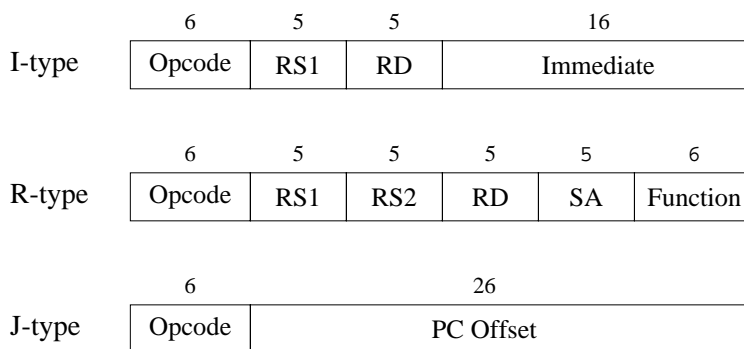 6 5 5 16
I-type Opcode RS1 RD Immediate
6 5 5 5 5 6
R-type Opcode RS1 RS2 RD SA Function
6 26
J-type Opcode PC Offset